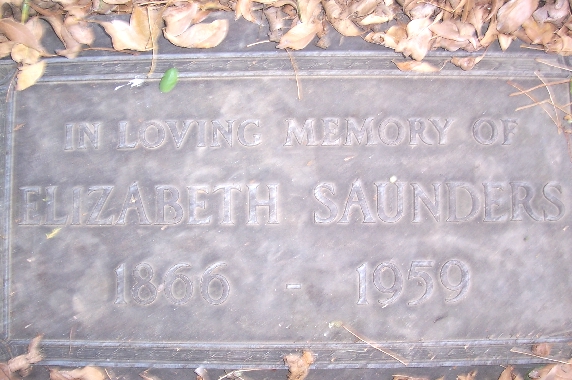 IN LOVING MEMORY OF
ELIZABETH SAUNDERS
1866 - 1959